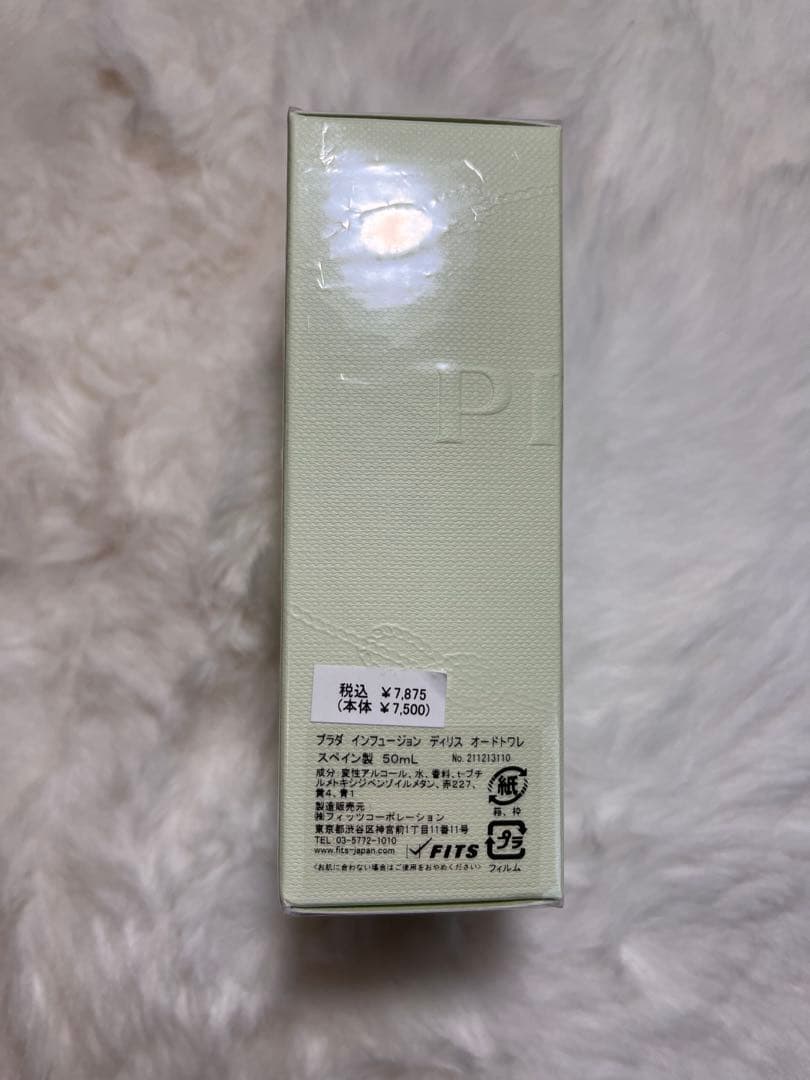 PR
税込 ¥7,875
(本体 ¥7,500)
プラダ インフュージョン ディリス オードトワレ
スペイン製 50mL No. 211213110
成分:変性アルコール、水、香料、t-ブチ
ルメトキシジベンゾイルメタン、赤227、
黄4、青1
紙
箱、枠
製造販売元
㈱フィッツコーポレーション
東京都渋谷区神宮前1丁目11番11号
TEL:03-5772-1010
www.fits-japan.com FITS
プラ
<お肌に合わない場合はご使用をおやめください> フィルム